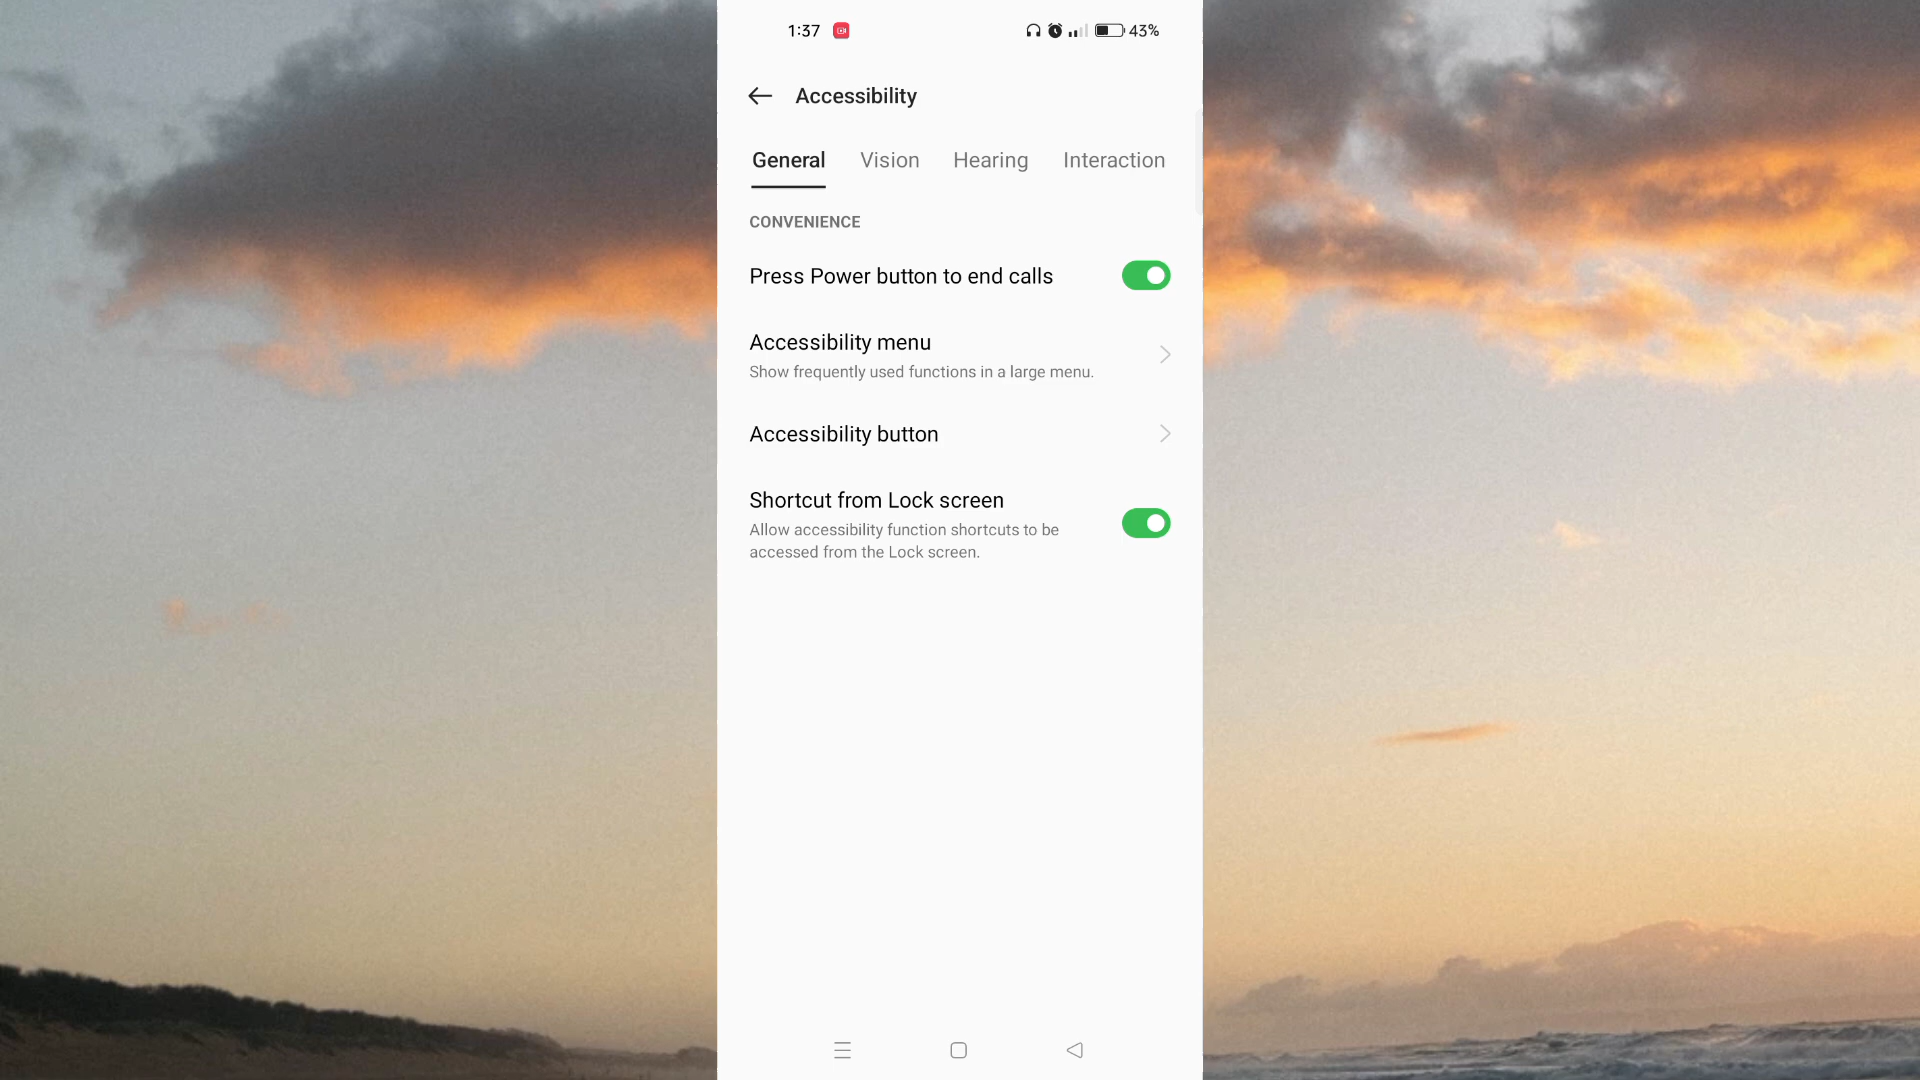 1:37
43%
Accessibility
General Vision Hearing Interaction
CONVENIENCE
Press Power button to end calls
Accessibility menu
Show frequently used functions in a large menu.
Accessibility button
Shortcut from Lock screen
Allow accessibility function shortcuts to be
accessed from the Lock screen.